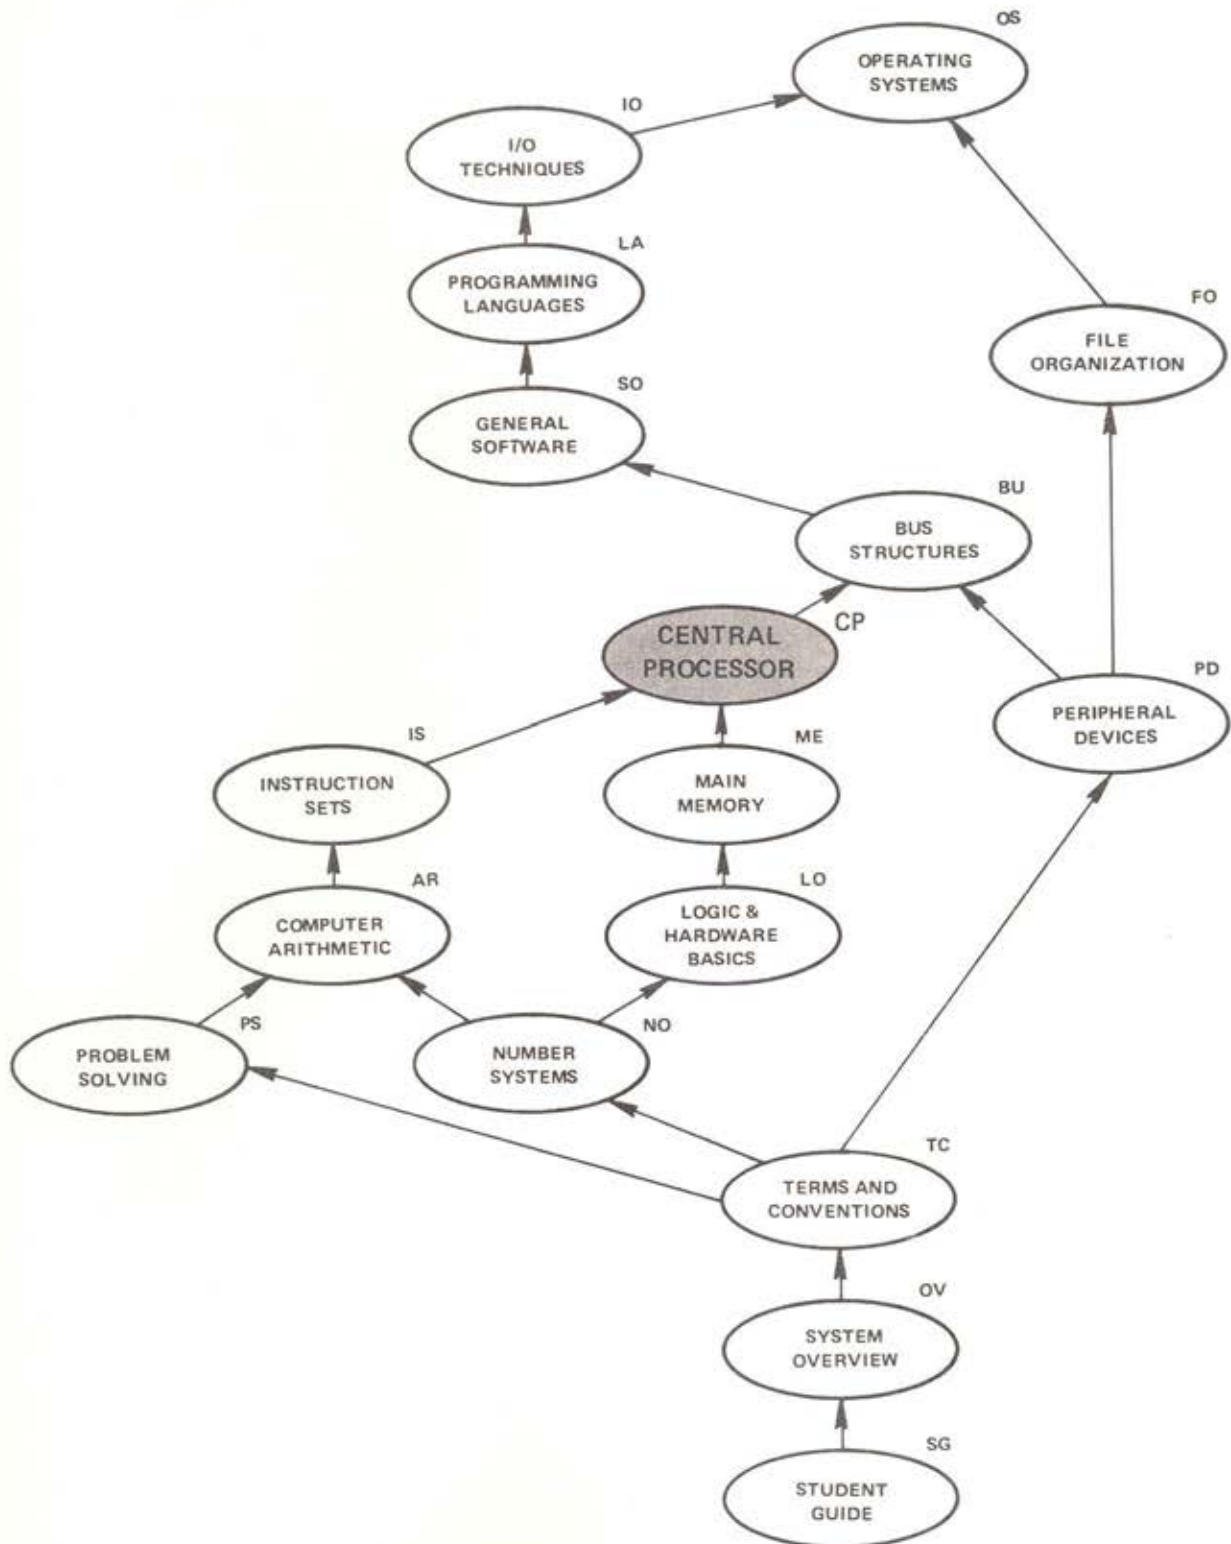 OS
OPERATING
SYSTEMS
IO
I/O
TECHNIQUES
LA
PROGRAMMING
LANGUAGES
FO
FILE
ORGANIZATION
SO
GENERAL
SOFTWARE
BU
BUS
STRUCTURES
CP
CENTRAL
PROCESSOR
PD
PERIPHERAL
DEVICES
IS
INSTRUCTION
SETS
ME
MAIN
MEMORY
AR
COMPUTER
ARITHMETIC
LO
LOGIC &
HARDWARE
BASICS
PS
PROBLEM
SOLVING
NO
NUMBER
SYSTEMS
TC
TERMS AND
CONVENTIONS
OV
SYSTEM
OVERVIEW
SG
STUDENT
GUIDE